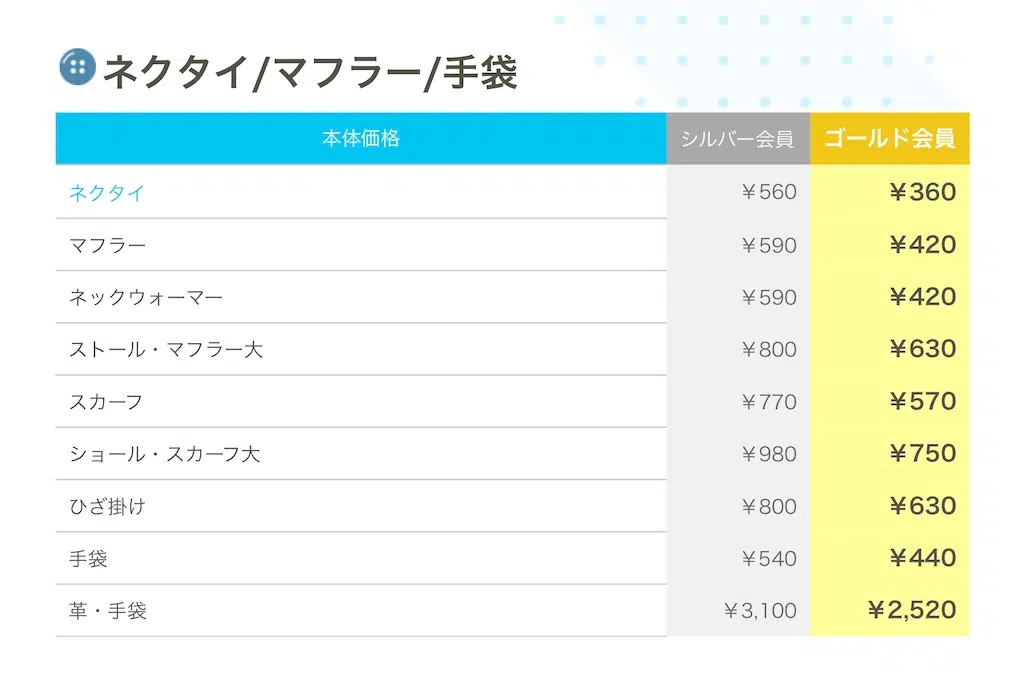 ネクタイ/マフラー/手袋
本体価格 シルバー会員 ゴールド会員
ネクタイ ¥560 ¥360
マフラー ¥590 ¥420
ネックウォーマー ¥590 ¥420
ストール・マフラー大 ¥800 ¥630
スカーフ ¥770 ¥570
ショール・スカーフ大 ¥980 ¥750
ひざ掛け ¥800 ¥630
手袋 ¥540 ¥440
革・手袋 ¥3,100 ¥2,520